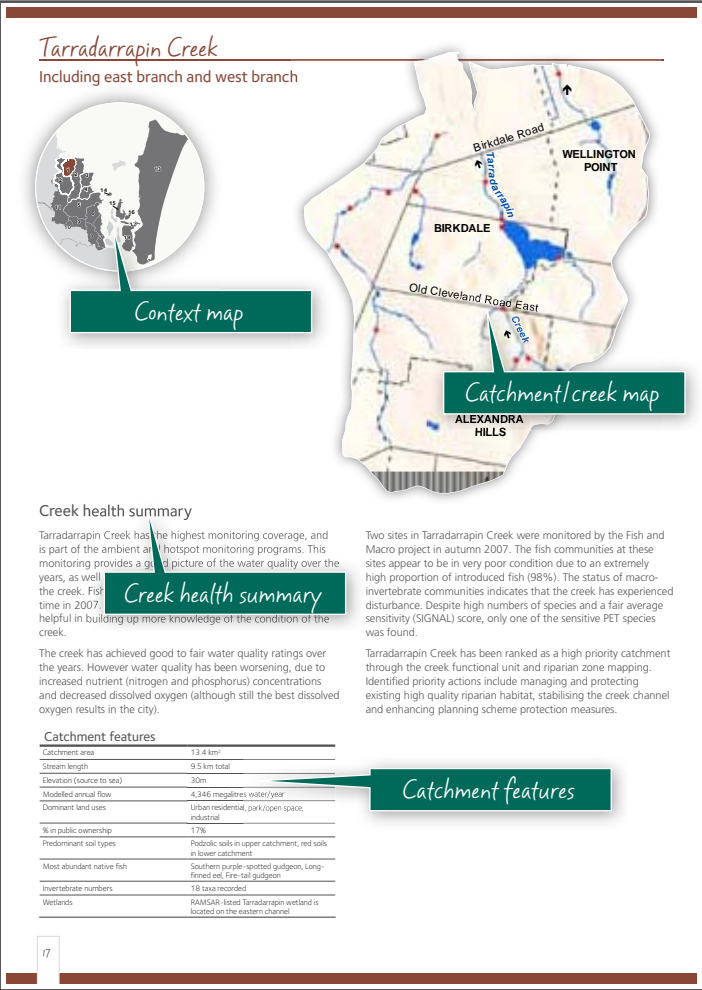 Tarradarrapin Creek
Including east branch and west branch
Birkdale Road
WELLINGTON
POINT
Tarradarrapin
BIRKDALE
Old Cleveland Road East
Creek
Context map
Catchment/creek map
ALEXANDRA
HILLS
Creek health summary
Tarradarrapin Creek has the highest monitoring coverage, and
is part of the ambient and hotspot monitoring programs. This
monitoring provides a good picture of the water quality over the
years, as well
the creek. Fish
time in 2007.
helpful in building up more knowledge of the condition of the
creek.
Creek health summary
The creek has achieved good to fair water quality ratings over
the years. However water quality has been worsening, due to
increased nutrient (nitrogen and phosphorus) concentrations
and decreased dissolved oxygen (although still the best dissolved
oxygen results in the city).
Two sites in Tarradarrapin Creek were monitored by the Fish and
Macro project in autumn 2007. The fish communities at these
sites appear to be in very poor condition due to an extremely
high proportion of introduced fish (98%). The status of macro-
invertebrate communities indicates that the creek has experienced
disturbance. Despite high numbers of species and a fair average
sensitivity (SIGNAL) score, only one of the sensitive PET species
was found.
Tarradarrapin Creek has been ranked as a high priority catchment
through the creek functional unit and riparian zone mapping.
Identified priority actions include managing and protecting
existing high quality riparian habitat, stabilising the creek channel
and enhancing planning scheme protection measures.
Catchment features
Catchment area 13.4 km²
Stream length 9.5 km total
Elevation (source to sea) 30m
Modelled annual flow 4,346 megalitres water/year
Dominant land uses Urban residential, park/open space,
industrial
% in public ownership 17%
Predominant soil types Podzolic soils in upper catchment, red soils
in lower catchment
Most abundant native fish Southern purple-spotted gudgeon, Long-
finned eel, Fire-tail gudgeon
Invertebrate numbers 18 taxa recorded
Wetlands RAMSAR-listed Tarradarrapin wetland is
located on the eastern channel
Catchment features
17